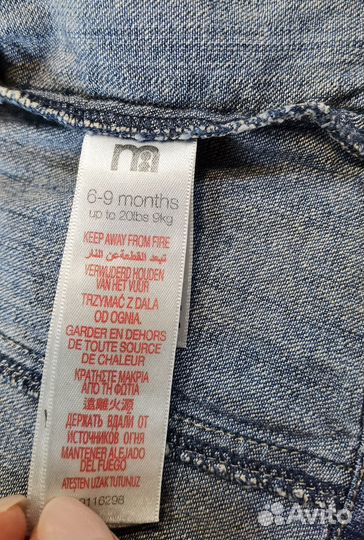 6-9 months
up to 20lbs 9kg
KEEP AWAY FROM FIRE
تبعد القطعة عن النار
VERWIJDERD HOUDEN
VAN HET VUUR
TRZYMAĆ Z DALA
OD OGNIA.
GARDER EN DEHORS
DE TOUTE SOURCE
DE CHALEUR
ΚΡΑΤΗΣΤΕ ΜΑΚΡΙΑ
ΑΠΟ ΤΗ ΦΩΤΙΑ
遠離火源
ДЕРЖАТЬ ВДАЛИ ОТ
ИСТОЧНИКОВ ОГНЯ
MANTENER ALEJADO
DEL FUEGO
ATEŞTEN UZAK TUTUNUZ
9116298
Avito